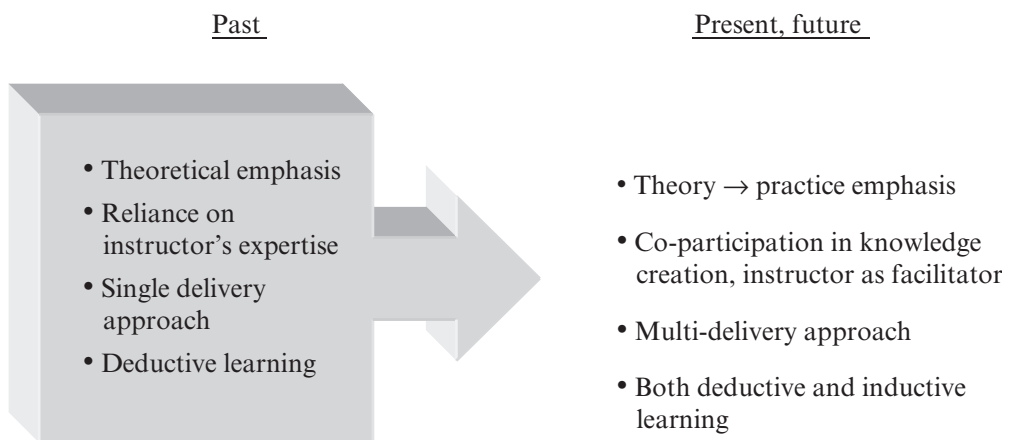 Past
Present, future
• Theoretical emphasis
• Reliance on
instructor’s expertise
• Single delivery
approach
• Deductive learning
• Theory → practice emphasis
• Co-participation in knowledge
creation, instructor as facilitator
• Multi-delivery approach
• Both deductive and inductive
learning